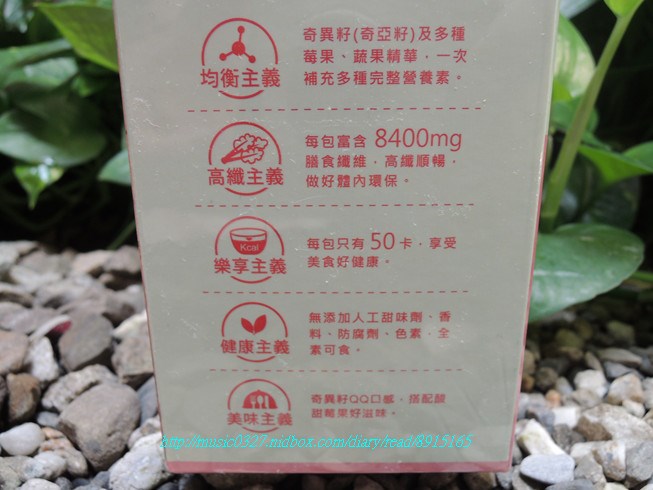 奇異籽(奇亞籽)及多種
莓果、蔬果精華，一次
補充多種完整營養素。
均衡主義
每包富含 8400mg
膳食纖維，高纖順暢，
做好體內環保。
高纖主義
Kcal
每包只有 50 卡，享受
美食好健康。
樂享主義
無添加人工甜味劑、香
料、防腐劑、色素，全
素可食。
健康主義
奇異籽QQ口感，搭配酸
甜莓果好滋味。
美味主義
http://music0327.midbox.com/diary/read/8915165